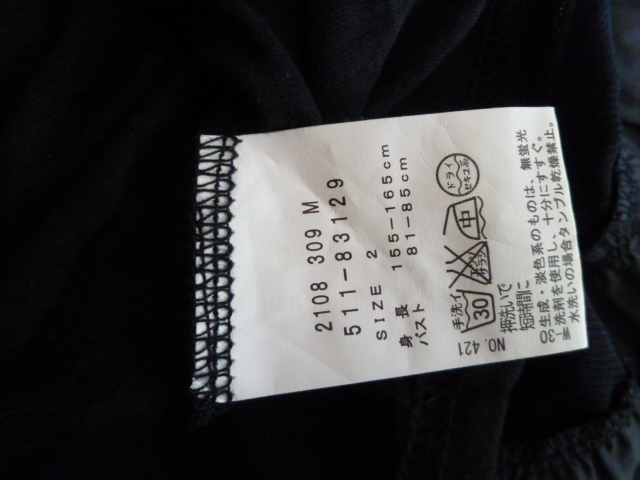 2108 309 M
511-83129
SIZE 2
身長 155-165cm
バスト 81-85cm
手洗イ
30
中
ドライ
セキユ系
NO. 421
押洗いで
短時間に
○生成・淡色系のものは、無蛍光
洗剤を使用し、十分にすすぐ。
水洗いの場合タンブル乾燥禁止。